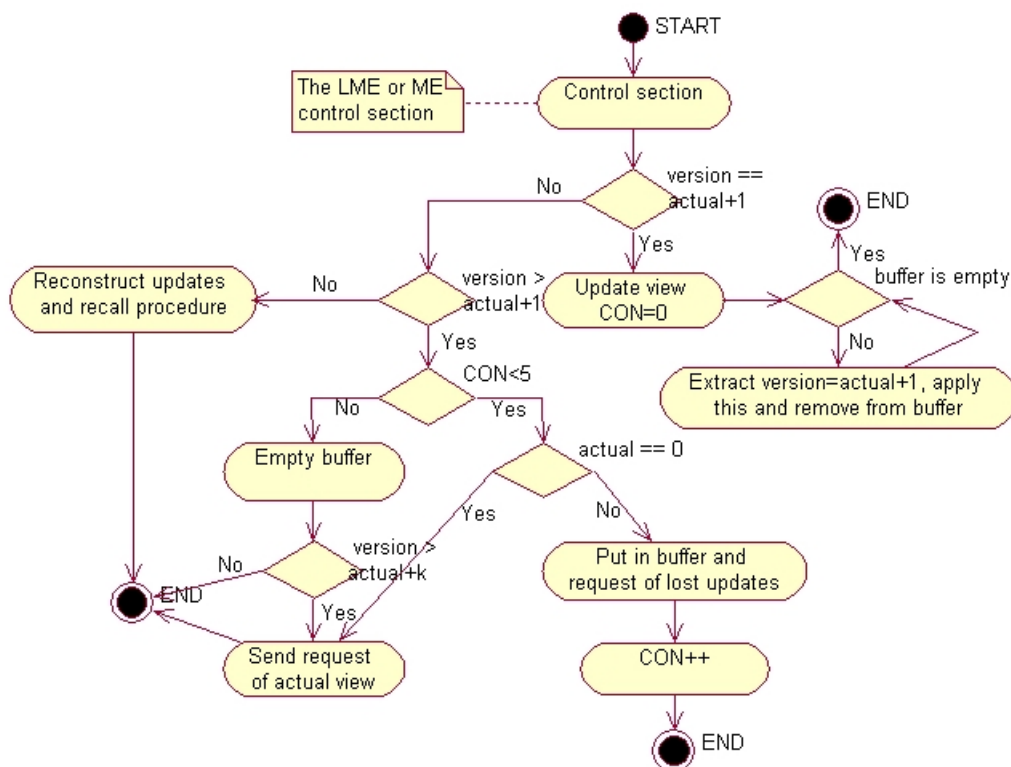 START
The LME or ME
control section
Control section
version ==
actual+1
No
Yes
END
Yes
buffer is empty
Reconstruct updates
and recall procedure
No
version >
actual+1
Update view
CON=0
Yes
No
CON<5
Extract version=actual+1, apply
this and remove from buffer
No
Yes
Empty buffer
actual == 0
Yes
No
No
version >
actual+k
Put in buffer and
request of lost updates
END
Yes
Send request
of actual view
CON++
END